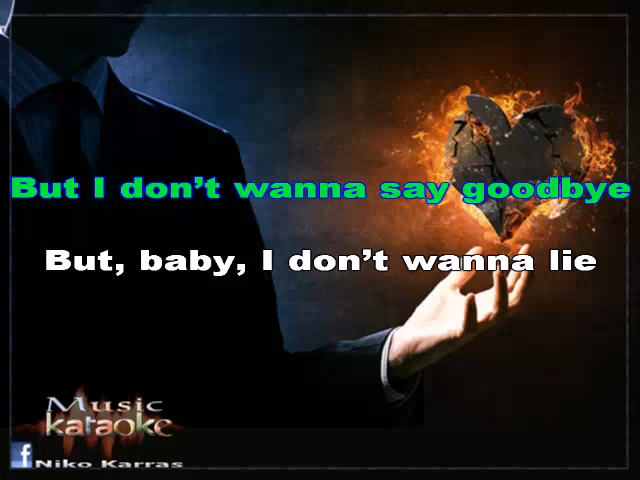 But I don’t wanna say goodbye
But, baby, I don’t wanna lie
Music
karaoke
f Niko Karras